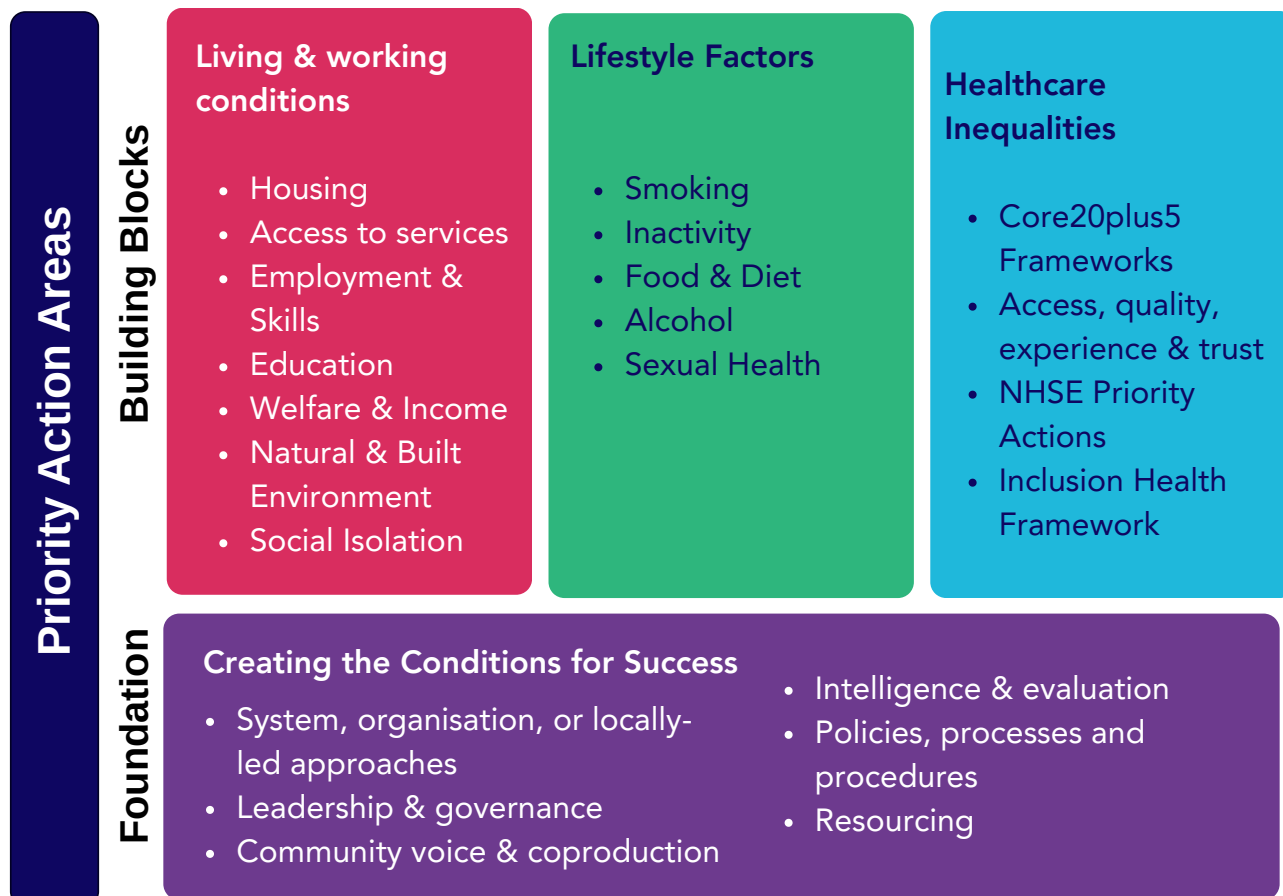 Priority Action Areas
Building Blocks
Living & working
conditions
• Housing
• Access to services
• Employment &
Skills
• Education
• Welfare & Income
• Natural & Built
Environment
• Social Isolation
Lifestyle Factors
• Smoking
• Inactivity
• Food & Diet
• Alcohol
• Sexual Health
Healthcare
Inequalities
• Core20plus5
Frameworks
• Access, quality,
experience & trust
• NHSE Priority
Actions
• Inclusion Health
Framework
Foundation
Creating the Conditions for Success
• System, organisation, or locally-
led approaches
• Leadership & governance
• Community voice & coproduction
• Intelligence & evaluation
• Policies, processes and
procedures
• Resourcing